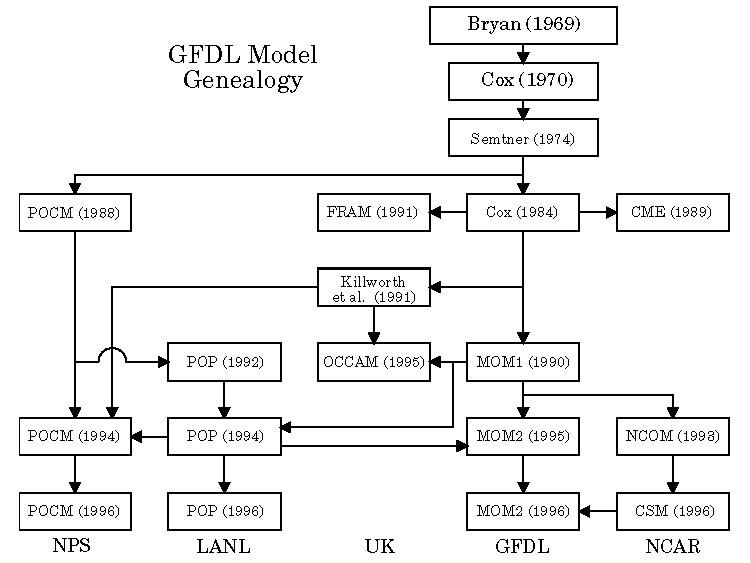 Bryan (1969)
GFDL Model
Genealogy
Cox (1970)
Semtner (1974)
POCM (1988)
FRAM (1991)
Cox (1984)
CME (1989)
Killworth
et al. (1991)
POP (1992)
OCCAM (1995)
MOM1 (1990)
POCM (1994)
POP (1994)
MOM2 (1995)
NCOM (1993)
POCM (1996)
POP (1996)
MOM2 (1996)
CSM (1996)
NPS
LANL
UK
GFDL
NCAR